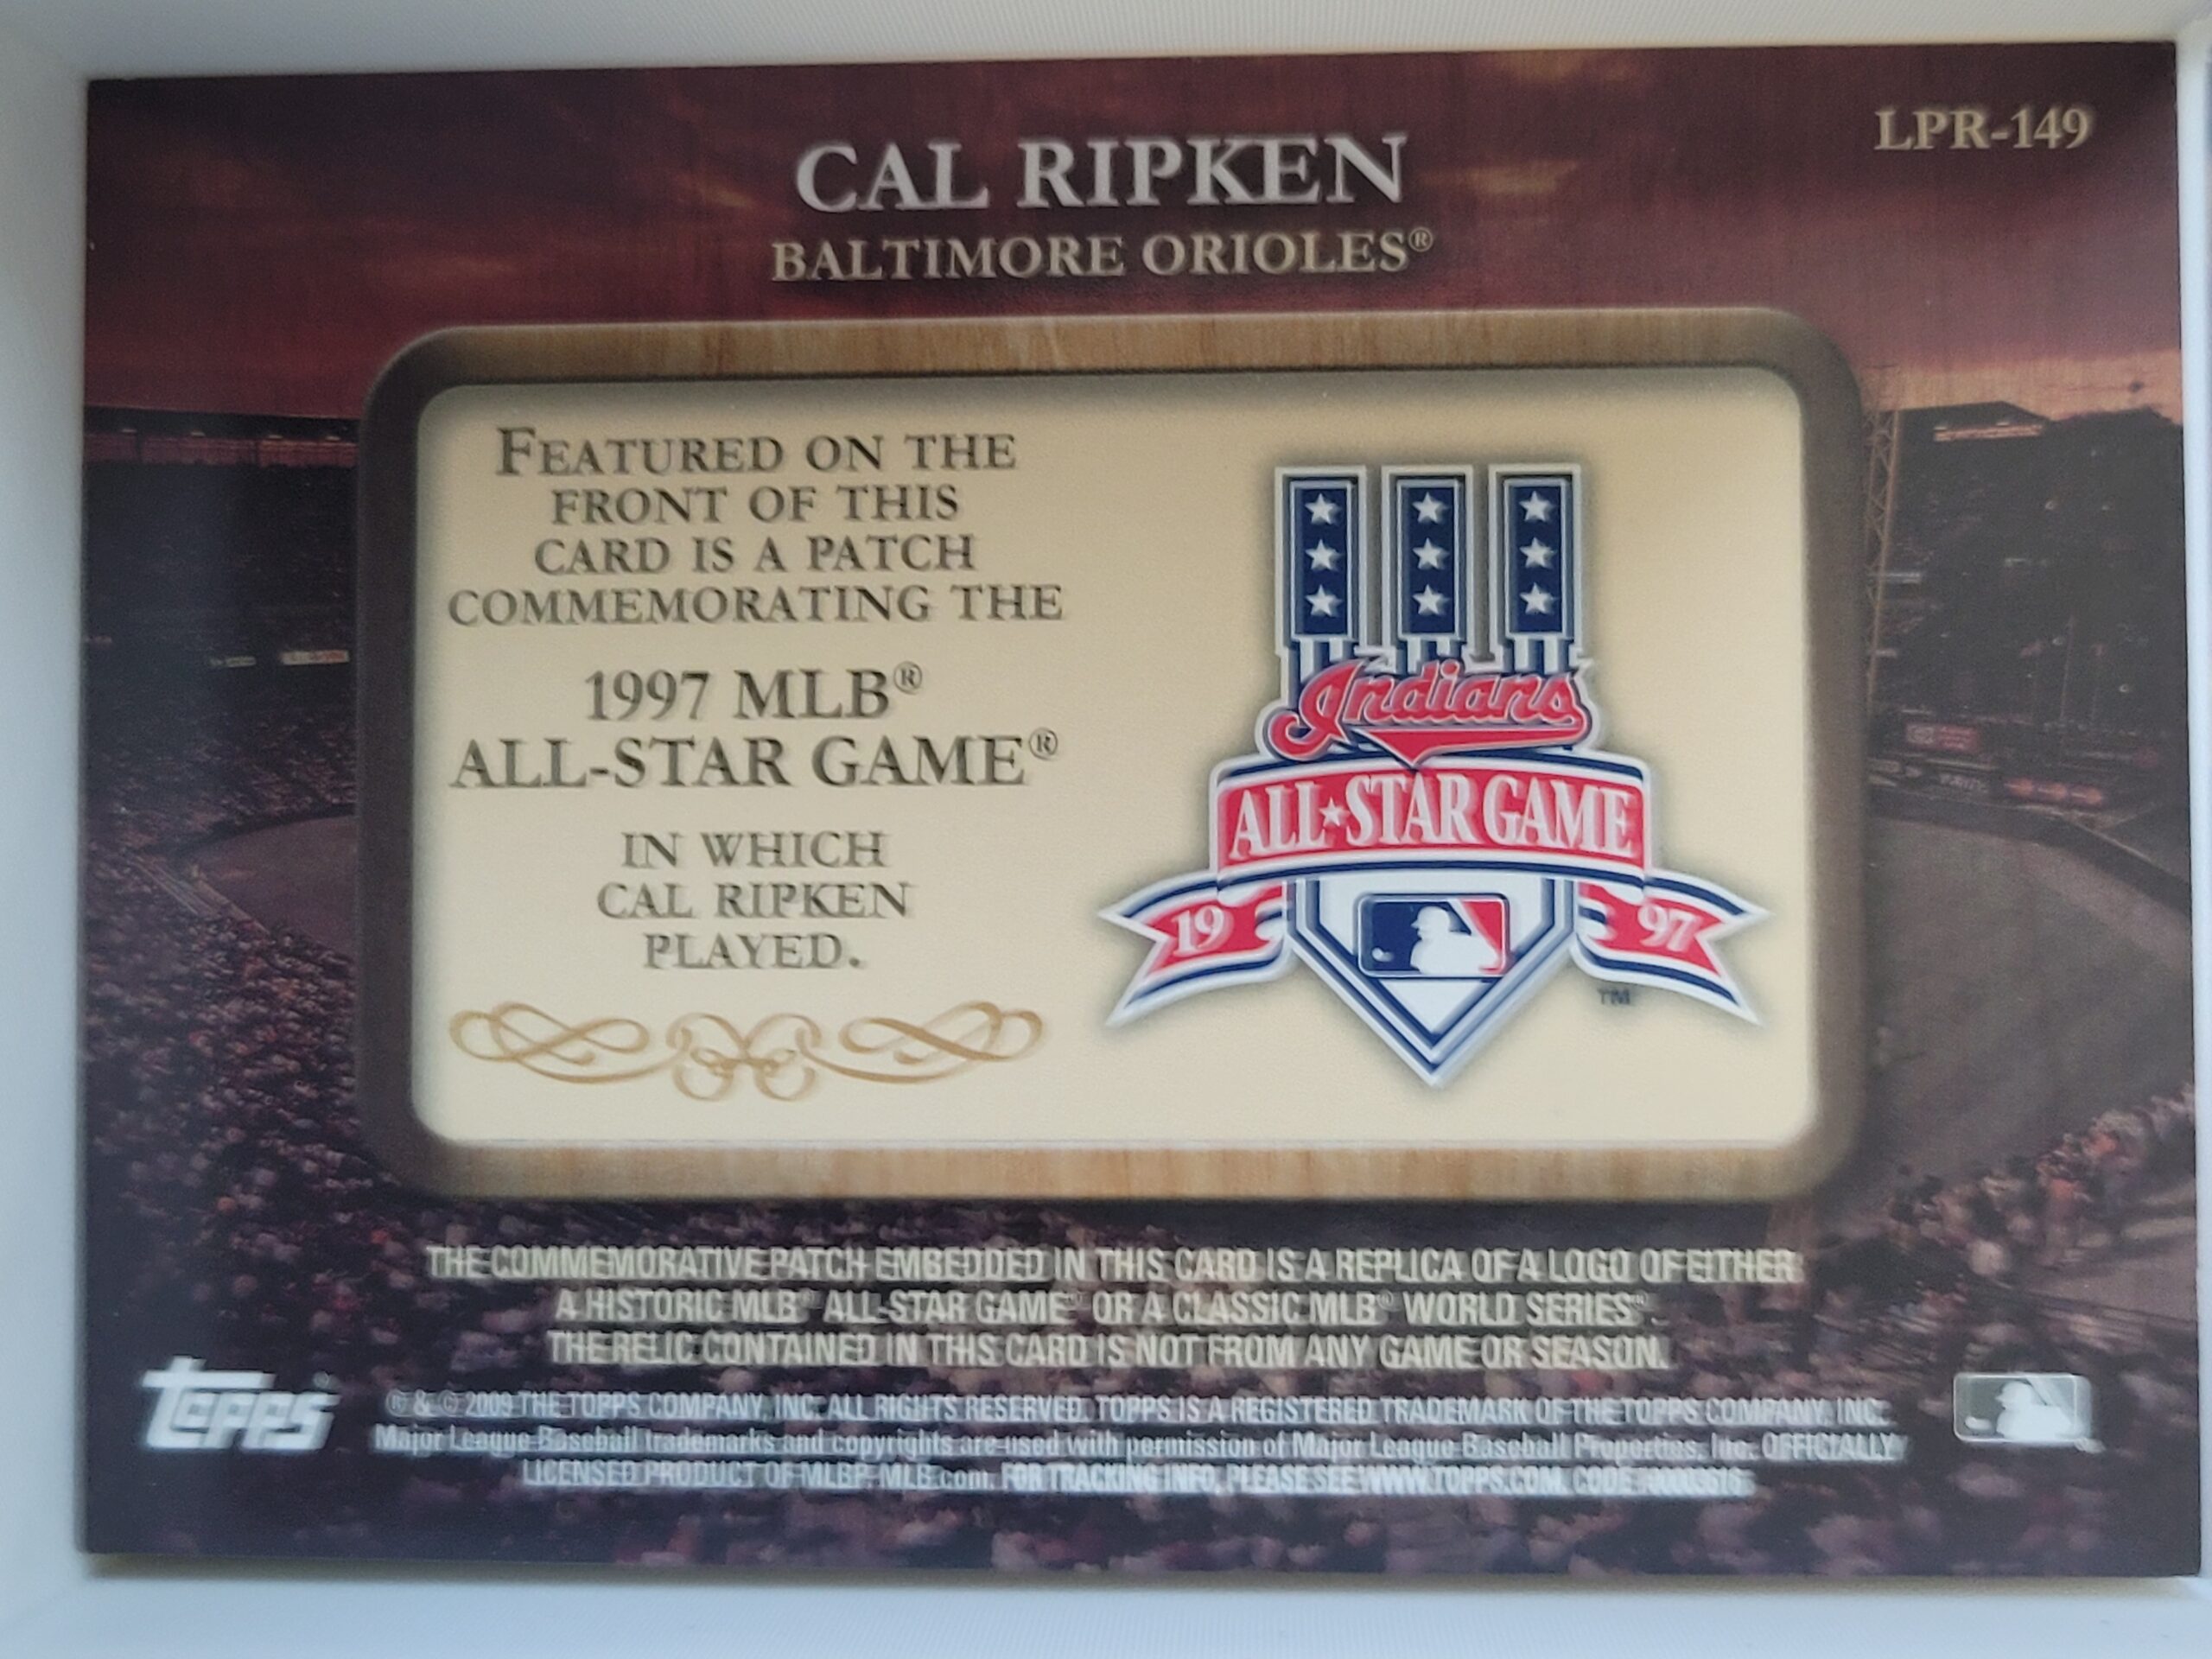 LPR-149
CAL RIPKEN
BALTIMORE ORIOLES®
FEATURED ON THE
FRONT OF THIS
CARD IS A PATCH
COMMEMORATING THE
1997 MLB®
ALL-STAR GAME®
IN WHICH
CAL RIPKEN
PLAYED.
Indians
ALL★STAR GAME
19 97
TM
THE COMMEMORATIVE PATCH EMBEDDED IN THIS CARD IS A REPLICA OF A LOGO OF EITHER
A HISTORIC MLB® ALL-STAR GAME® OR A CLASSIC MLB® WORLD SERIES®.
THE RELIC CONTAINED IN THIS CARD IS NOT FROM ANY GAME OR SEASON.
Topps
® & © 2009 THE TOPPS COMPANY, INC. ALL RIGHTS RESERVED. TOPPS IS A REGISTERED TRADEMARK OF THE TOPPS COMPANY, INC.
Major League Baseball trademarks and copyrights are used with permission of Major League Baseball Properties, Inc. OFFICIALLY
LICENSED PRODUCT OF MLBP. MLB.com. FOR TRACKING INFO, PLEASE SEE WWW.TOPPS.COM. CODE